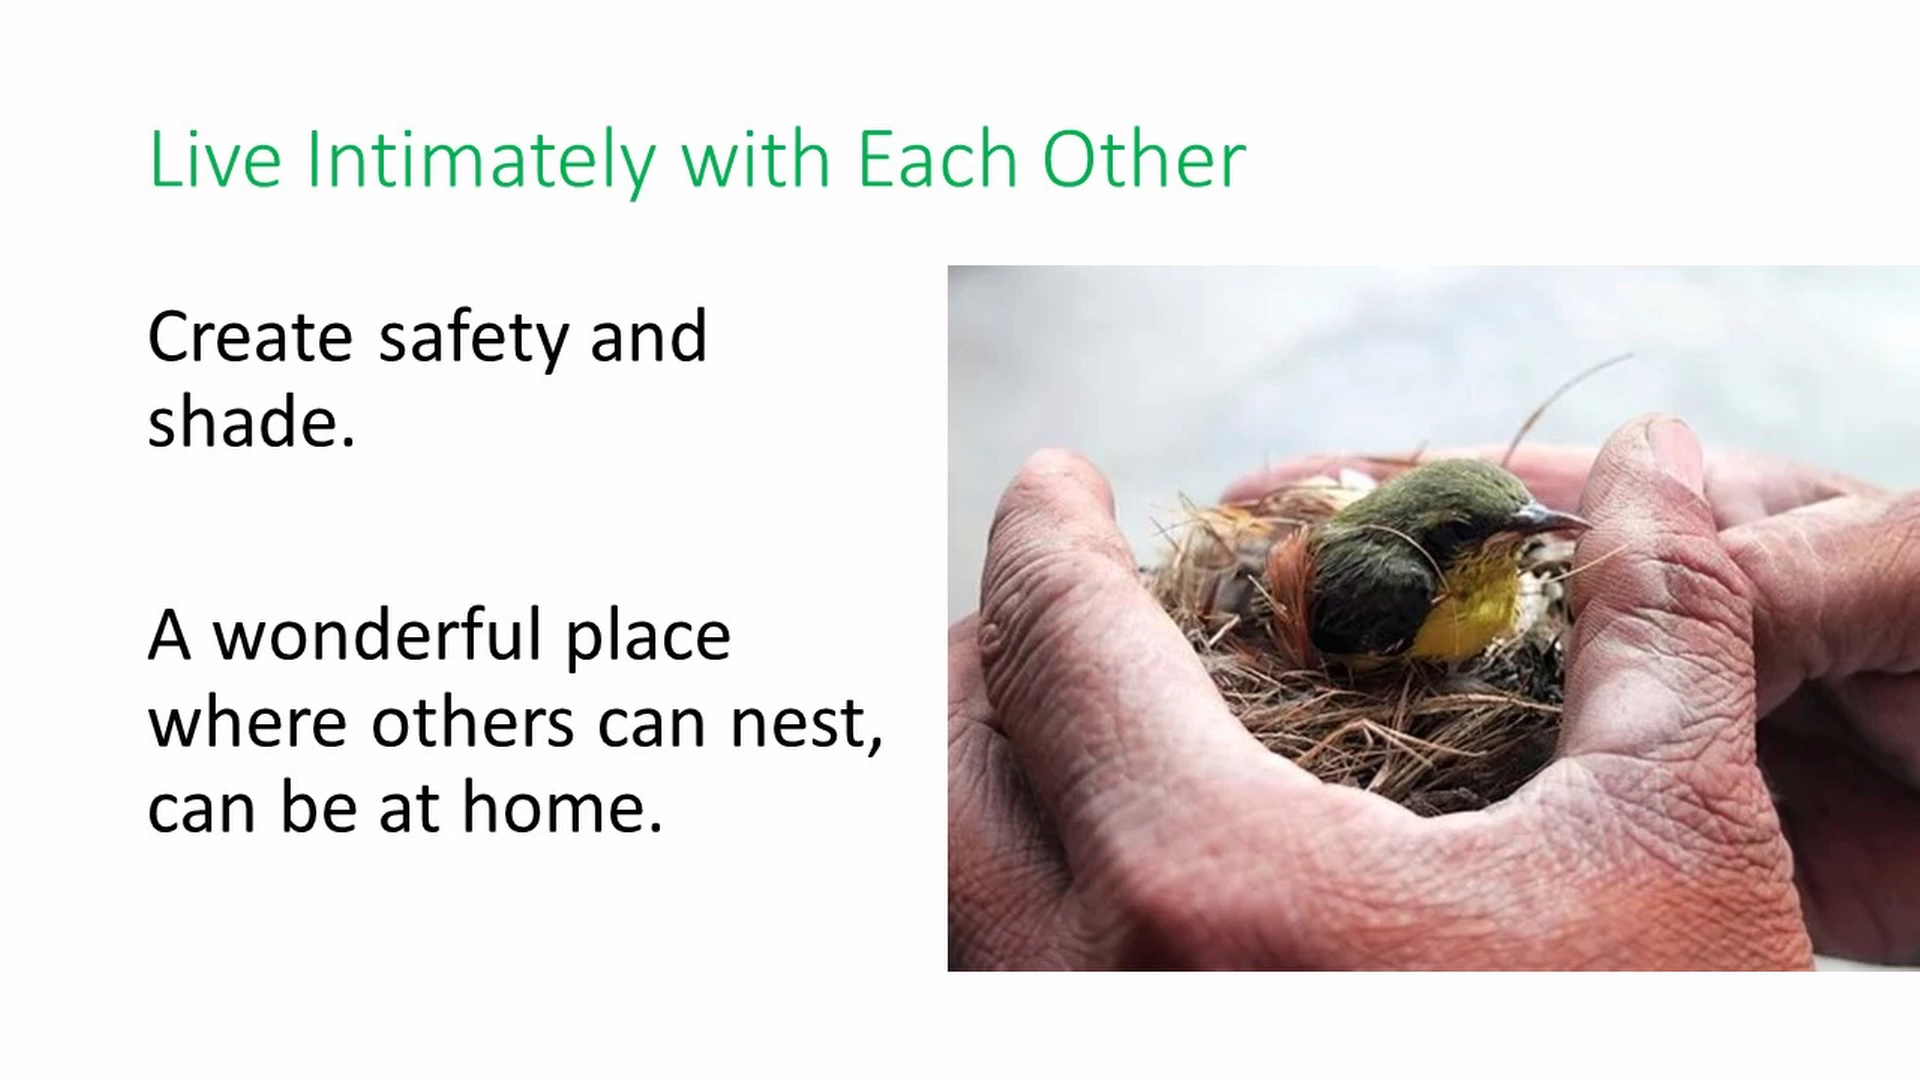 Live Intimately with Each Other
Create safety and
shade.
A wonderful place
where others can nest,
can be at home.